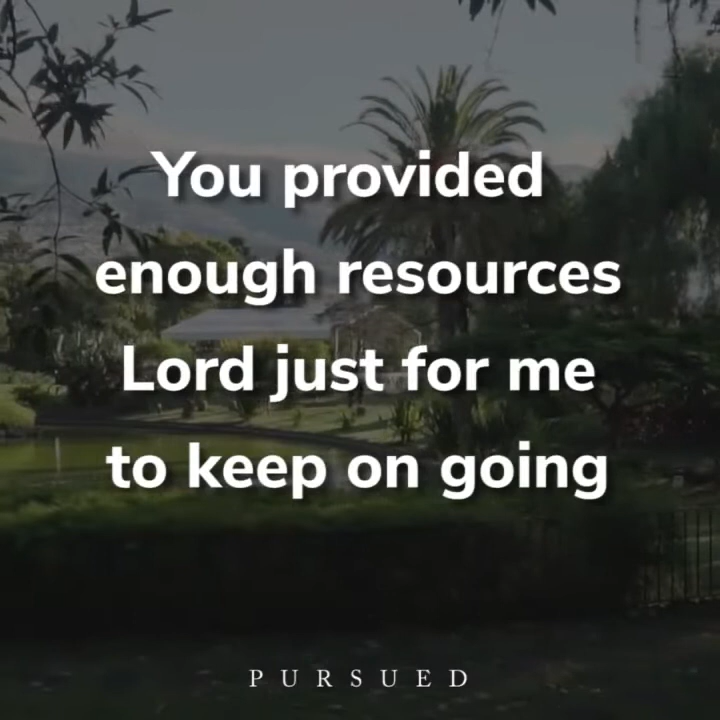 You provided
enough resources
Lord just for me
to keep on going
PURSUED